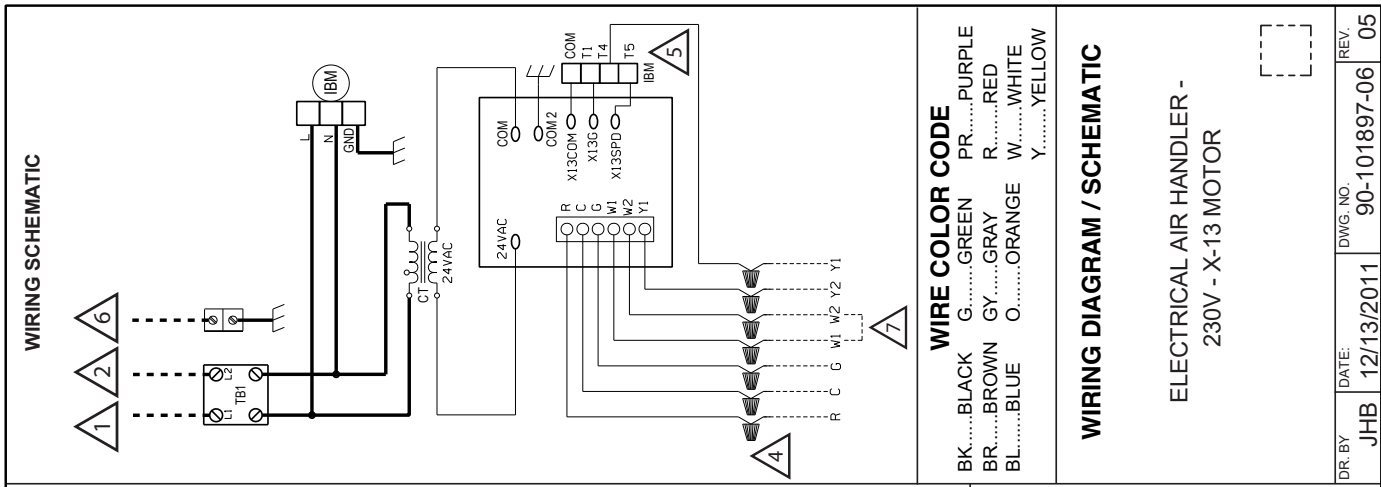 WIRING SCHEMATIC
1
2
6
L1
L2
TB1
L
N
GND
IBM
CT
24VAC
24VAC
COM
COM 2
X13COM
X13G
X13SPD
COM
T1
T4
T5
IBM
5
R
C
G
W1
W2
Y1
4
R
C
G
W1
W2
Y2
Y1
7
WIRE COLOR CODE
BK.....BLACK G.......GREEN PR......PURPLE
BR.....BROWN GY....GRAY R........RED
BL......BLUE O......ORANGE W......WHITE
Y........YELLOW
WIRING DIAGRAM / SCHEMATIC
ELECTRICAL AIR HANDLER -
230V - X-13 MOTOR
DR. BY JHB
DATE: 12/13/2011
DWG. NO. 90-101897-06
REV. 05